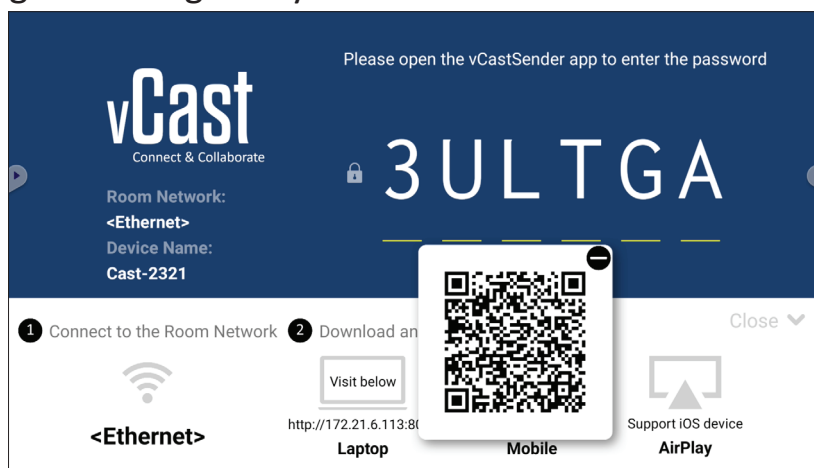 Please open the vCastSender app to enter the password
vCast
Connect & Collaborate
3ULTGA
Room Network:
<Ethernet>
Device Name:
Cast-2321
1 Connect to the Room Network
2 Download an
Close
Visit below
http://172.21.6.113:80
Support iOS device
<Ethernet>
Laptop
Mobile
AirPlay